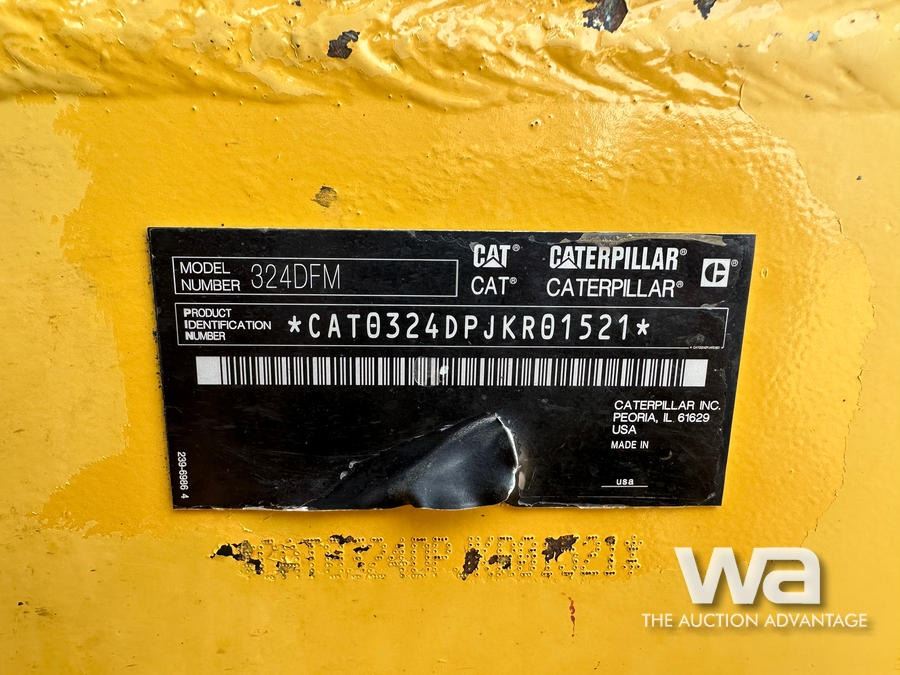 CAT® CATERPILLAR®
MODEL NUMBER 324DFM
CAT® CATERPILLAR®
PRODUCT IDENTIFICATION NUMBER *CAT0324DPJKR01521*
CATERPILLAR INC.
PEORIA, IL 61629
USA
MADE IN
usa
239-6986 4
wa
THE AUCTION ADVANTAGE